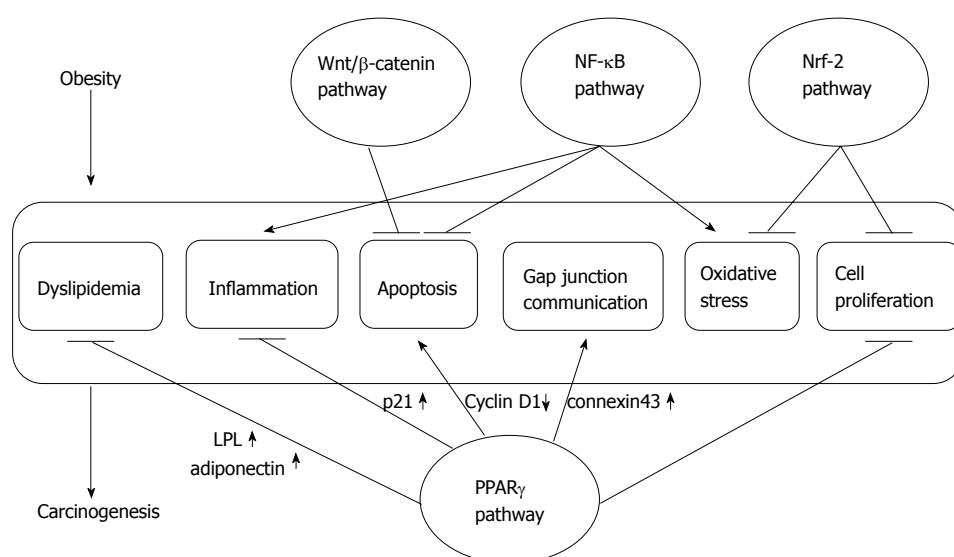 Obesity
Wnt/β-catenin
pathway
NF-κB
pathway
Nrf-2
pathway
Dyslipidemia
Inflammation
Apoptosis
Gap junction
communication
Oxidative
stress
Cell
proliferation
p21 ↑
Cyclin D1↓
connexin43 ↑
LPL ↑
adiponectin ↑
PPARγ
pathway
Carcinogenesis